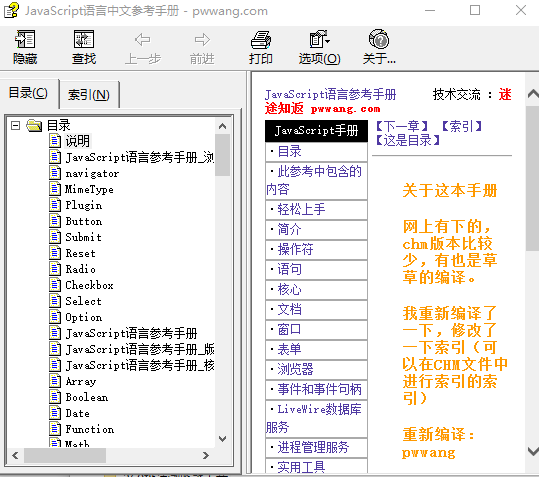 JavaScript语言中文参考手册 - pwwang.com
隐藏 查找 上一步 前进 打印 选项(O) 关于...
目录(C) 索引(N)
目录
说明
JavaScript语言参考手册_浏
navigator
MimeType
Plugin
Button
Submit
Reset
Radio
Checkbox
Select
Option
JavaScript语言参考手册
JavaScript语言参考手册_版
JavaScript语言参考手册_核
Array
Boolean
Date
Function
Math
JavaScript语言参考手册 技术交流 : 迷
途知返 pwwang.com
JavaScript手册
·目录
·此参考中包含的
内容
·轻松上手
·简介
·操作符
·语句
·核心
·文档
·窗口
·表单
·浏览器
·事件和事件句柄
·LiveWire数据库
服务
·进程管理服务
·实用工具
【下一章】 【索引】
【这是目录】
关于这本手册
网上有下的，
chm版本比较
少，有也是草
草的编译。
我重新编译了
一下，修改了
一下索引（可
以在CHM文件中
进行索引的索
引）
重新编译：
pwwang